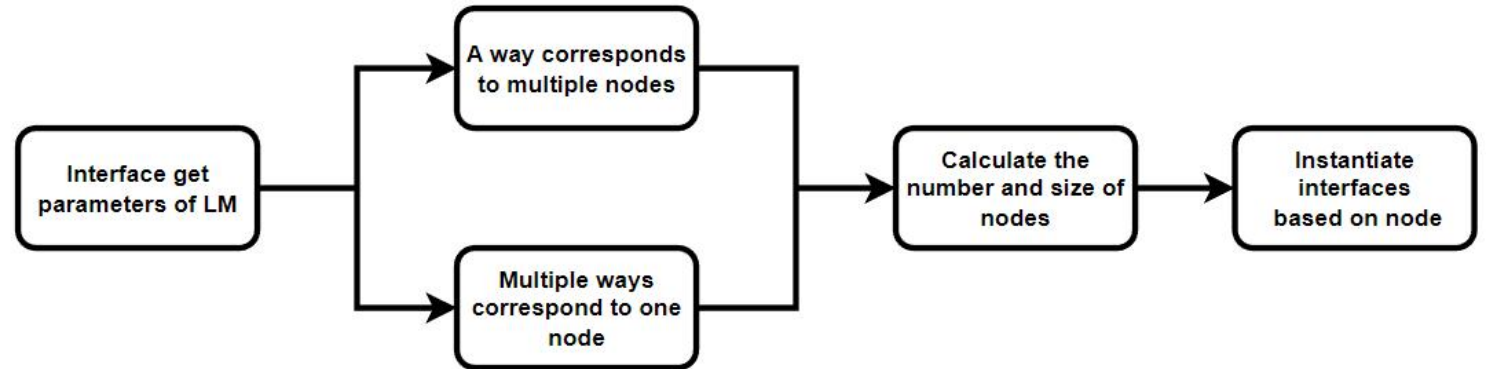 Interface get
parameters of LM
A way corresponds
to multiple nodes
Multiple ways
correspond to one
node
Calculate the
number and size of
nodes
Instantiate
interfaces
based on node